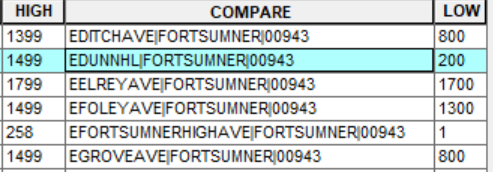 HIGH COMPARE LOW
1399 EDITCHAVE|FORTSUMNER|00943 800
1499 EDUNNHL|FORTSUMNER|00943 200
1799 EELREYAVE|FORTSUMNER|00943 1700
1499 EFOLEYAVE|FORTSUMNER|00943 1300
258 EFORTSUMNERHIGHAVE|FORTSUMNER|00943 1
1499 EGROVEAVE|FORTSUMNER|00943 800